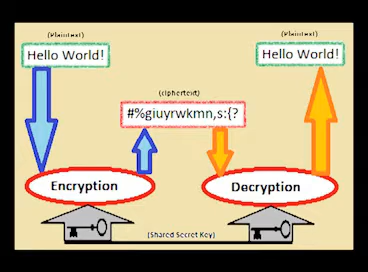 (Plaintext)
Hello World!
(Plaintext)
Hello World!
(ciphertext)
#%giuyrwkmn,s:{?
Encryption
Decryption
(Shared Secret Key)